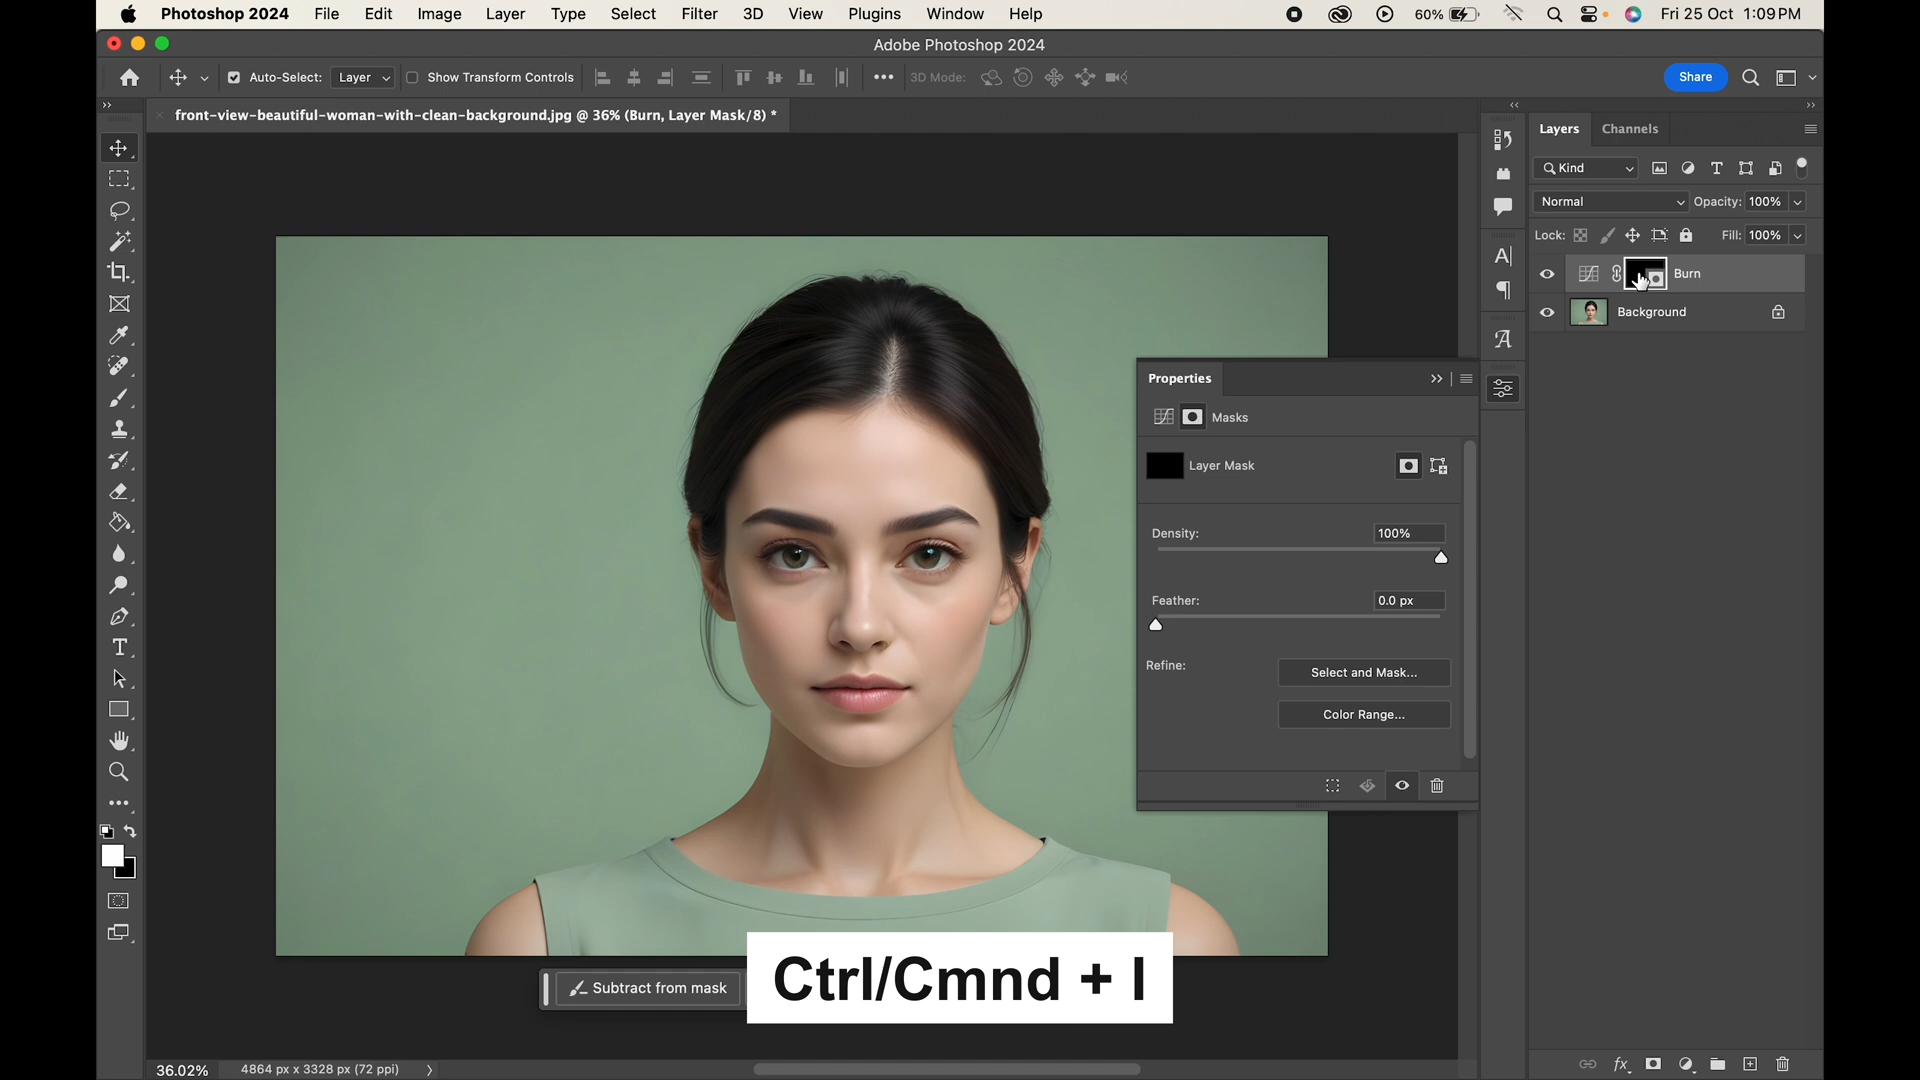 Photoshop 2024 File Edit Image Layer Type Select Filter 3D View Plugins Window Help 60% Fri 25 Oct 1:09 PM
Adobe Photoshop 2024
Auto-Select: Layer Show Transform Controls 3D Mode: Share
front-view-beautiful-woman-with-clean-background.jpg @ 36% (Burn, Layer Mask/8) *
Layers Channels
Kind
Normal Opacity: 100%
Lock: Fill: 100%
Burn
Background
Properties
Masks
Layer Mask
Density: 100%
Feather: 0.0 px
Refine: Select and Mask...
Color Range...
Subtract from mask
Ctrl/Cmnd + I
36.02% 4864 px x 3328 px (72 ppi)